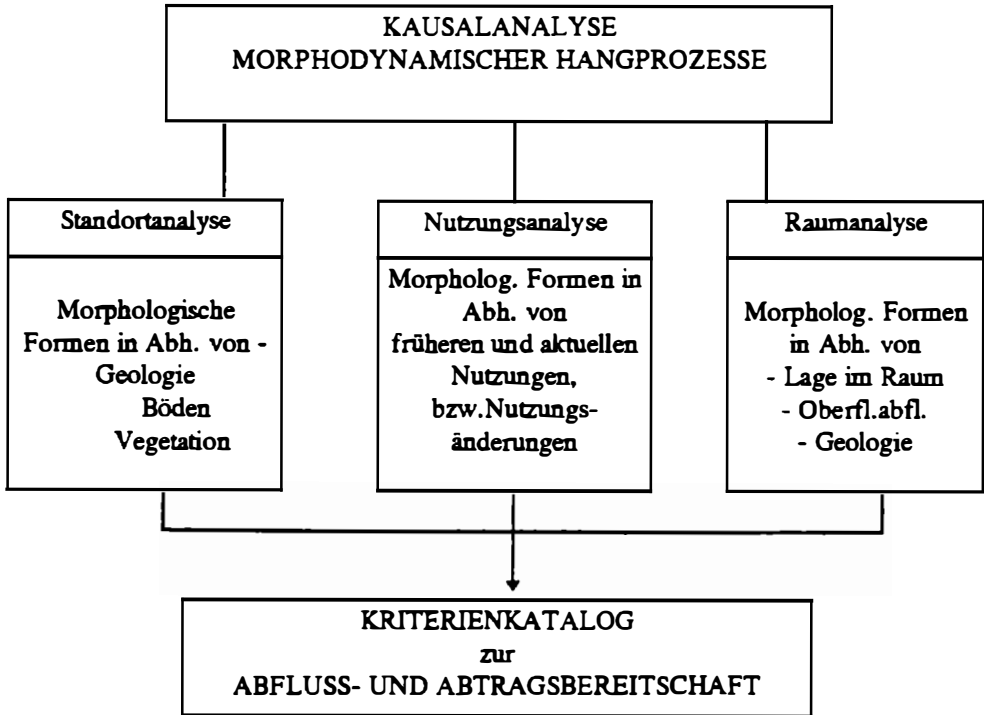 KAUSALANALYSE
MORPHODYNAMISCHER HANGPROZESSE
Standortanalyse
Morphologische
Formen in Abh. von -
Geologie
Böden
Vegetation
Nutzungsanalyse
Morpholog. Formen in
Abh. von
früheren und aktuellen
Nutzungen,
bzw.Nutzungs-
änderungen
Raumanalyse
Morpholog. Formen
in Abh. von
- Lage im Raum
- Oberfl.abfl.
- Geologie
KRITERIENKATALOG
zur
ABFLUSS- UND ABTRAGSBEREITSCHAFT